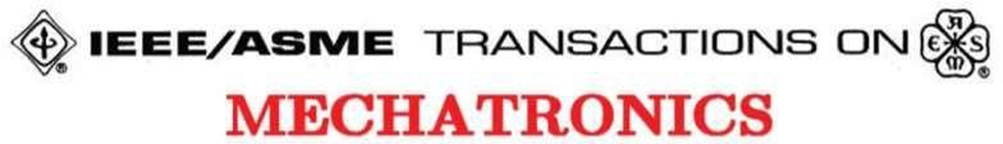 IEEE/ASME TRANSACTIONS ON
MECHATRONICS